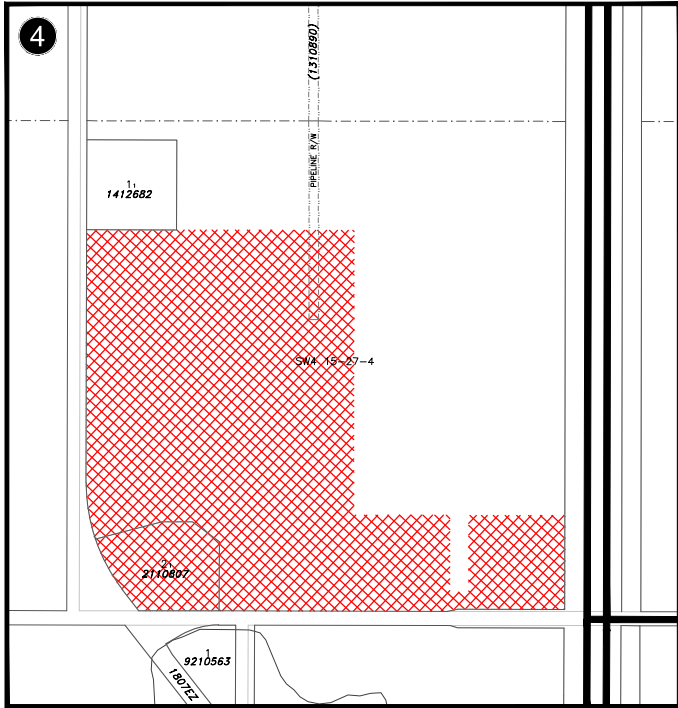 4
(1310890)
PIPELINE R/W
1,
1412682
SW4 15-27-4
2,
2110807
1
9210563
1807EZ